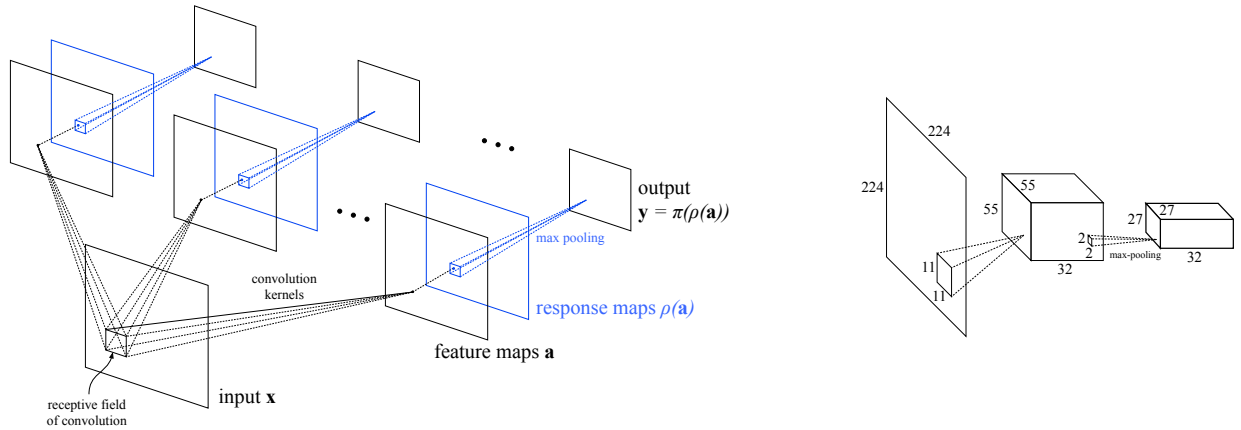 output
y = π(ρ(a))
max pooling
convolution
kernels
response maps ρ(a)
feature maps a
input x
receptive field
of convolution
224
224
11
11
55
55
32
2
2
max-pooling
27
27
32